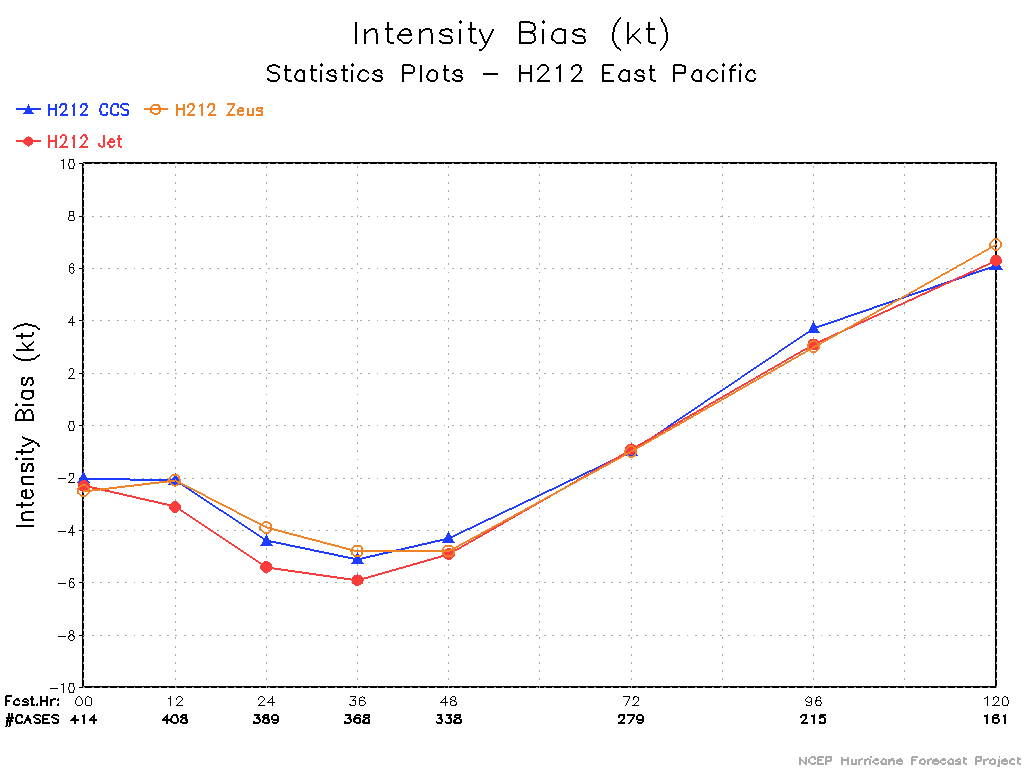 Intensity Bias (kt)
Statistics Plots - H212 East Pacific
H212 CCS H212 Zeus
H212 Jet
10
8
6
4
2
0
-2
-4
-6
-8
-10
Intensity Bias (kt)
Fcst.Hr: 00 12 24 36 48 72 96 120
#CASES 414 408 389 368 338 279 215 161
NCEP Hurricane Forecast Project